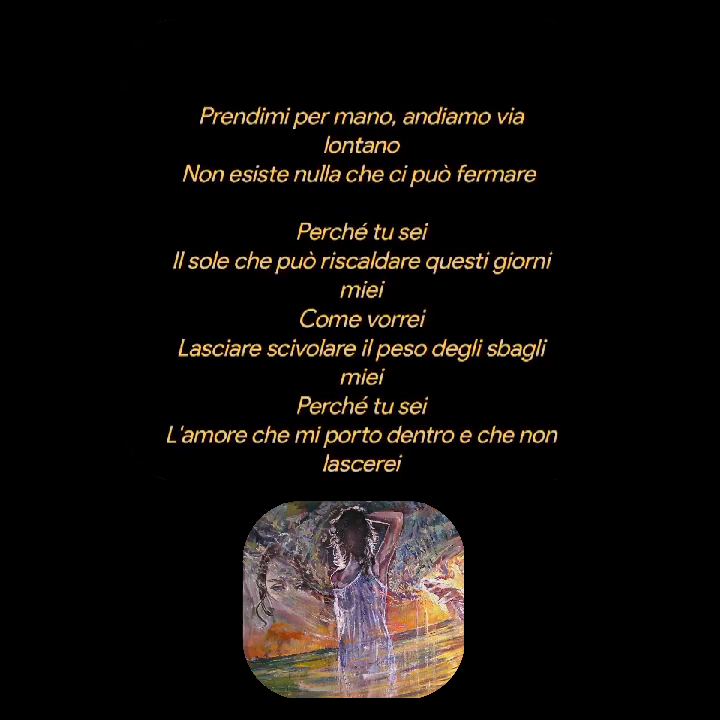 Prendimi per mano, andiamo via
lontano
Non esiste nulla che ci può fermare
Perché tu sei
Il sole che può riscaldare questi giorni
miei
Come vorrei
Lasciare scivolare il peso degli sbagli
miei
Perché tu sei
L'amore che mi porto dentro e che non
lascerei